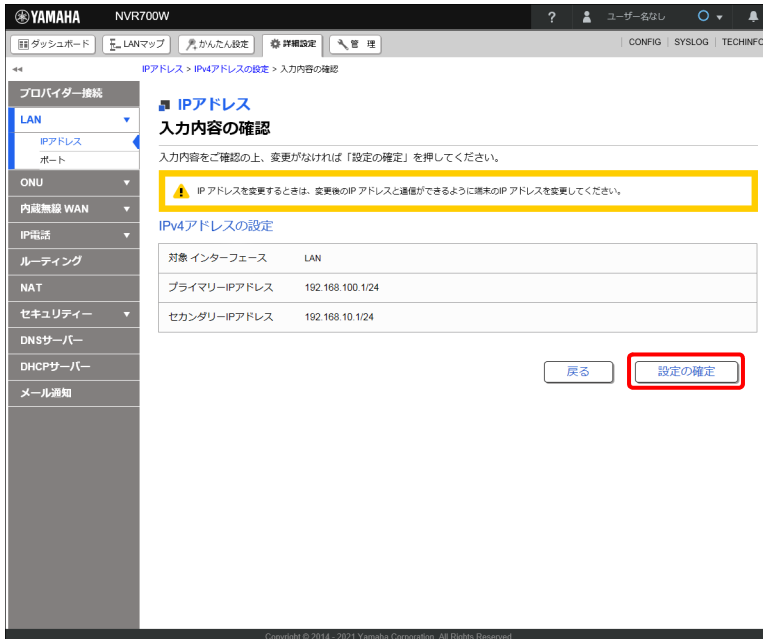 YAMAHA NVR700W ? ユーザー名なし
ダッシュボード LANマップ かんたん設定 詳細設定 管 理 CONFIG SYSLOG TECHINFO
IPアドレス > IPv4アドレスの設定 > 入力内容の確認
プロバイダー接続
LAN
IPアドレス
ポート
ONU
内蔵無線 WAN
IP電話
ルーティング
NAT
セキュリティー
DNSサーバー
DHCPサーバー
メール通知
IPアドレス
入力内容の確認
入力内容をご確認の上、変更がなければ「設定の確定」を押してください。
IP アドレスを変更するときは、変更後のIP アドレスと通信ができるように端末のIP アドレスを変更してください。
IPv4アドレスの設定
対象 インターフェース LAN
プライマリーIPアドレス 192.168.100.1/24
セカンダリーIPアドレス 192.168.10.1/24
戻る 設定の確定
Copyright © 2014 - 2021 Yamaha Corporation. All Rights Reserved.